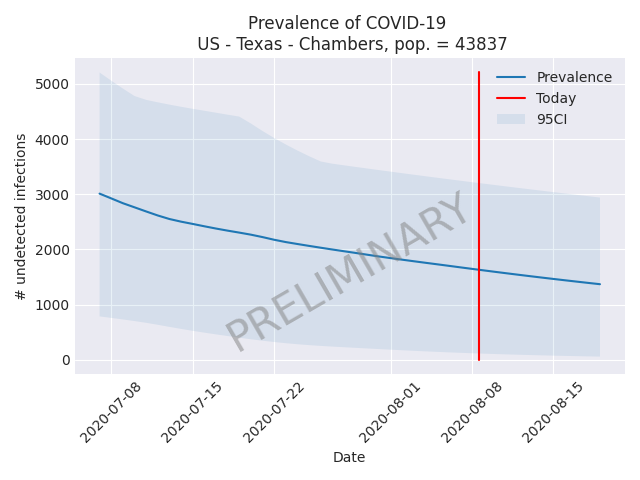 Prevalence of COVID-19
US - Texas - Chambers, pop. = 43837
Prevalence
Today
95CI
# undetected infections
5000
4000
3000
2000
1000
0
PRELIMINARY
2020-07-08
2020-07-15
2020-07-22
2020-08-01
2020-08-08
2020-08-15
Date